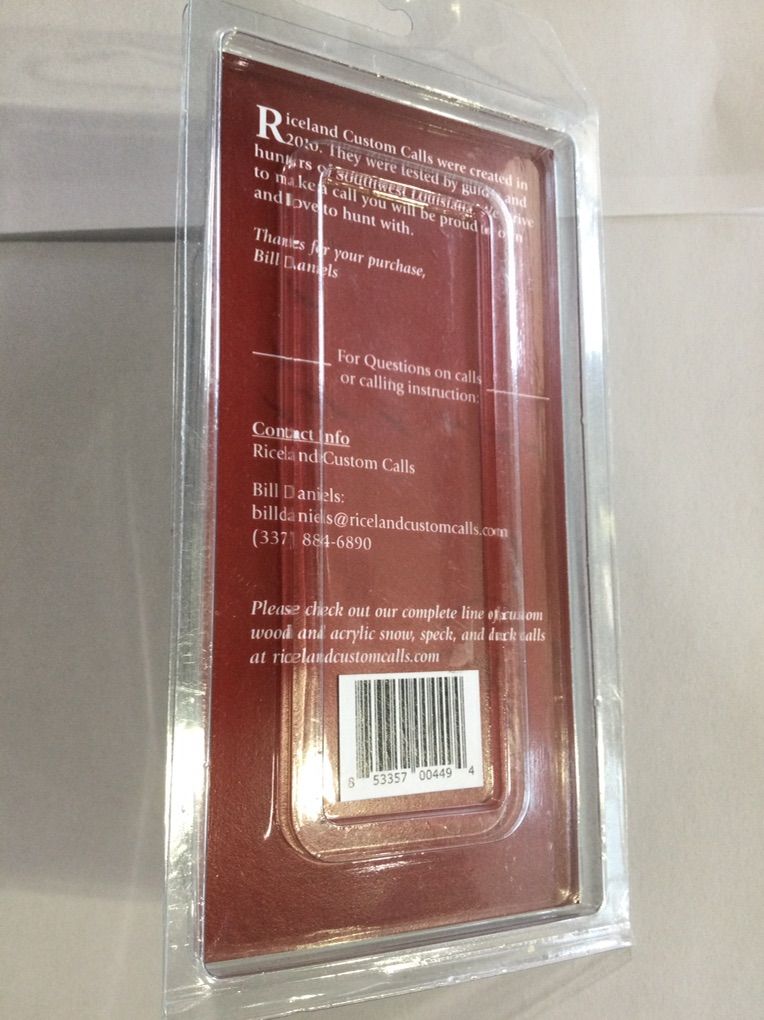 Riceland Custom Calls were created in
2010. They were tested by guides and
hunters of southwest Louisiana. We strive
to make a call you will be proud to own
and love to hunt with.
Thanks for your purchase,
Bill Daniels
For Questions on calls
or calling instruction:
Contact Info
Riceland Custom Calls
Bill Daniels:
billdaniels@ricelandcustomcalls.com
(337) 884-6890
Please check out our complete line of custom
wood and acrylic snow, speck, and duck calls
at ricelandcustomcalls.com
53357 00449 4